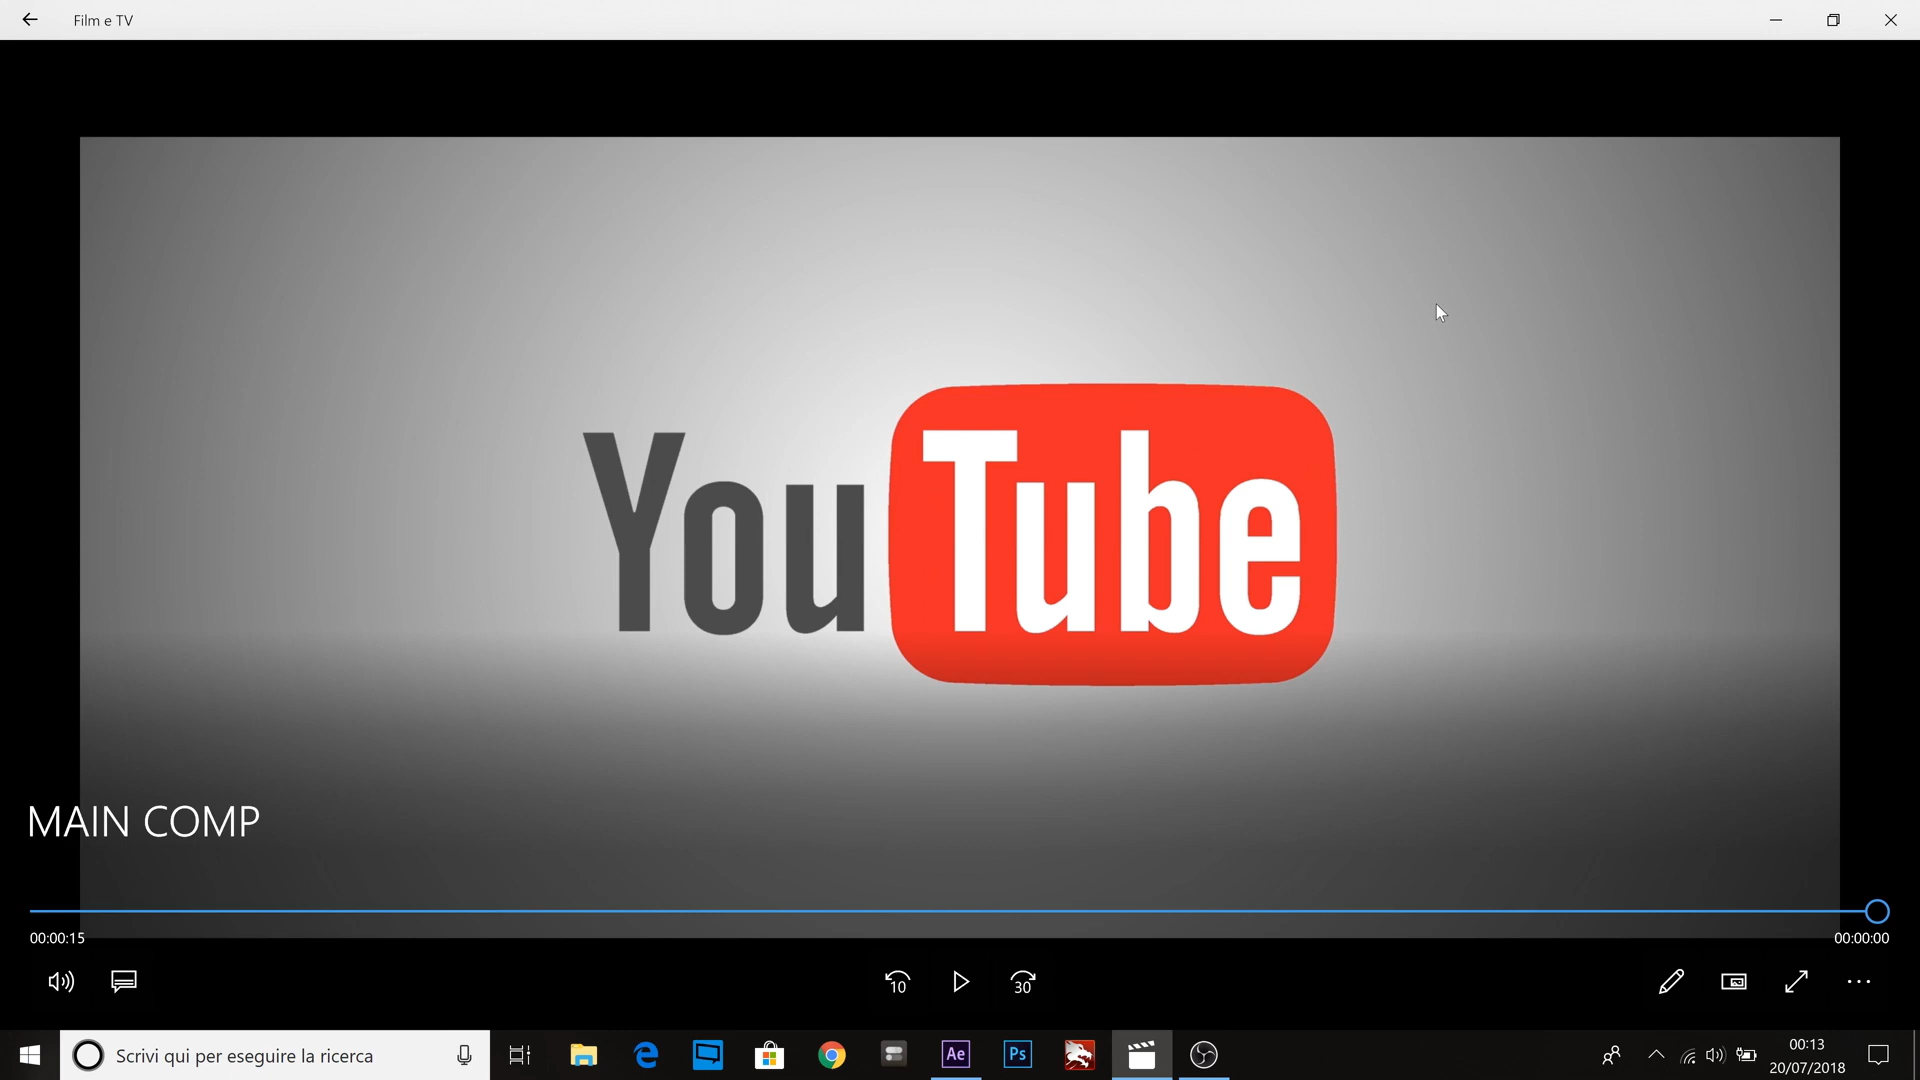 Film e TV
YouTube
MAIN COMP
00:00:15
00:00:00
10
30
Scrivi qui per eseguire la ricerca
Ae
Ps
00:13
20/07/2018